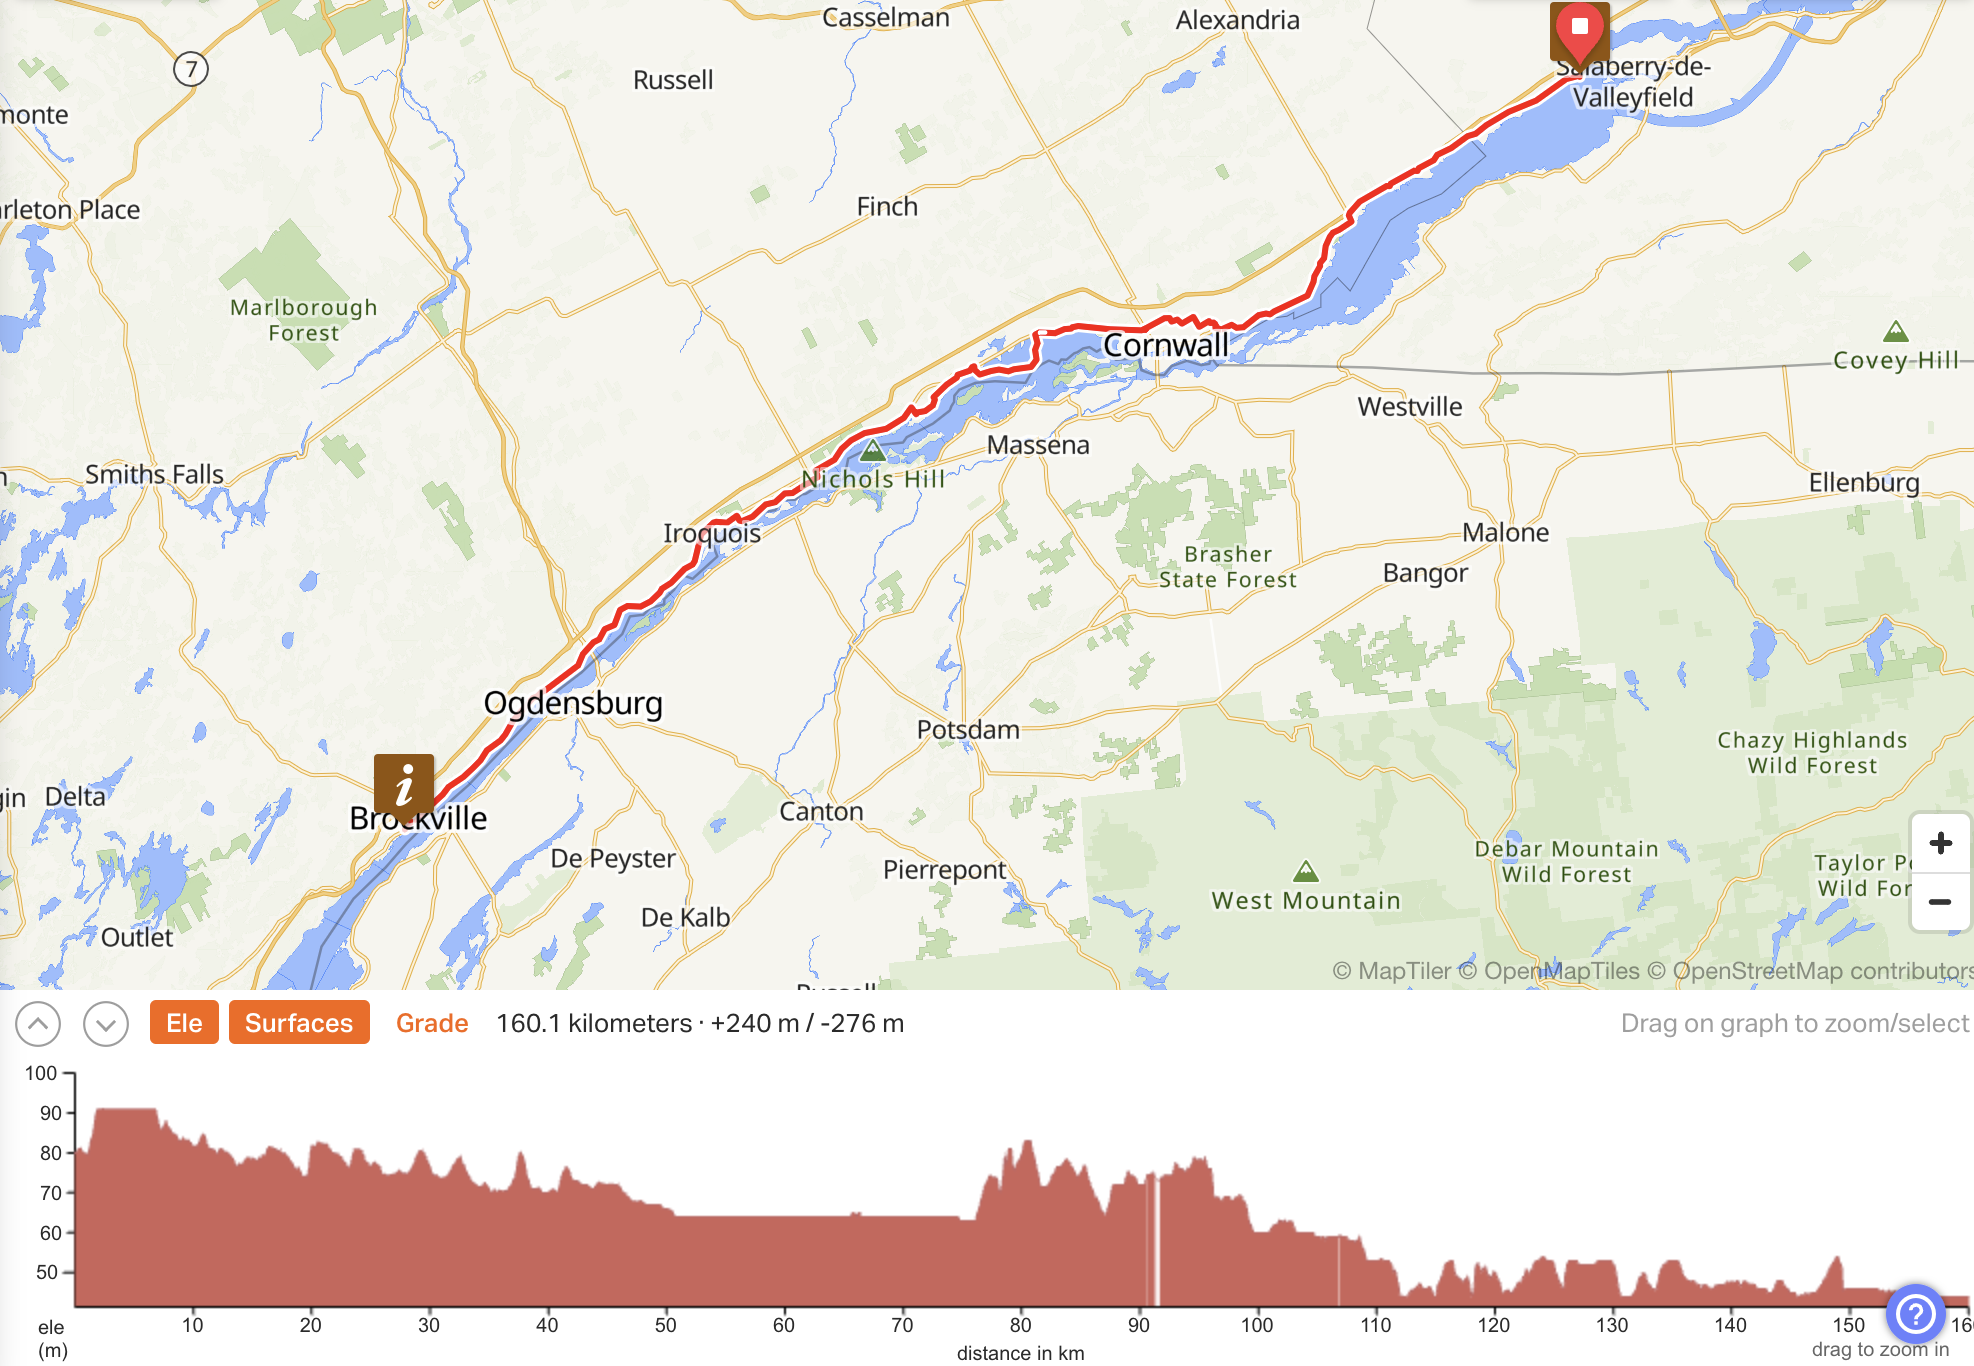 Casselman
Alexandria
7
Russell
Salaberry-de-
Valleyfield
monte
rleton Place
Finch
Marlborough
Forest
Cornwall
Covey Hill
Westville
Massena
Smiths Falls
Nichols Hill
Ellenburg
Iroquois
Malone
Brasher
State Forest
Bangor
Ogdensburg
Potsdam
Chazy Highlands
Wild Forest
i
gin
Delta
Brockville
Canton
+
De Peyster
Pierrepont
Debar Mountain
Wild Forest
Taylor P
Wild For
West Mountain
−
De Kalb
Outlet
© MapTiler © OpenMapTiles © OpenStreetMap contributors
Russell
Ele
Surfaces
Grade
160.1 kilometers · +240 m / -276 m
Drag on graph to zoom/select
100
90
80
70
60
50
ele
(m)
10
20
30
40
50
60
70
80
90
100
110
120
130
140
150
16
?
distance in km
drag to zoom in